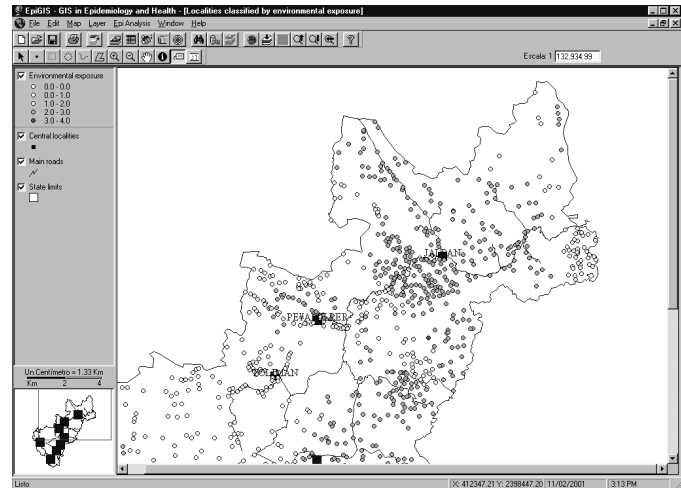 EpiGIS - GIS in Epidemiology and Health - [Localities classified by environmental exposure]
File Edit Map Layer Epi Analysis Window Help
Escala: 1 132,934.99
Environmental exposure
0.0 - 0.0
0.0 - 1.0
1.0 - 2.0
2.0 - 3.0
3.0 - 4.0
Central localities
Main roads
State limits
Un Centímetro = 1.33 Km
Km 2 4
Listo
X: 412347.21 Y: 2398447.20 11/02/2001 3:13 PM